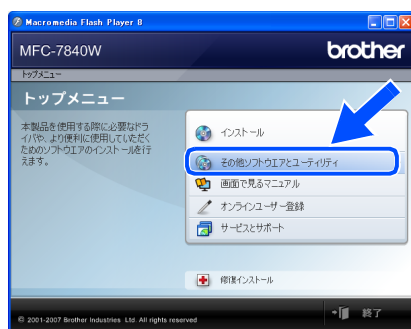 Macromedia Flash Player 8
MFC-7840W
brother
トップメニュー
トップメニュー
本製品を使用する際に必要なドラ
イバや、より便利に使用していただく
ためのソフトウエアのインストールを行
えます。
インストール
その他ソフトウエアとユーティリティ
画面で見るマニュアル
オンラインユーザー登録
サービスとサポート
修復インストール
© 2001-2007 Brother Industries Ltd. All rights reserved
終了